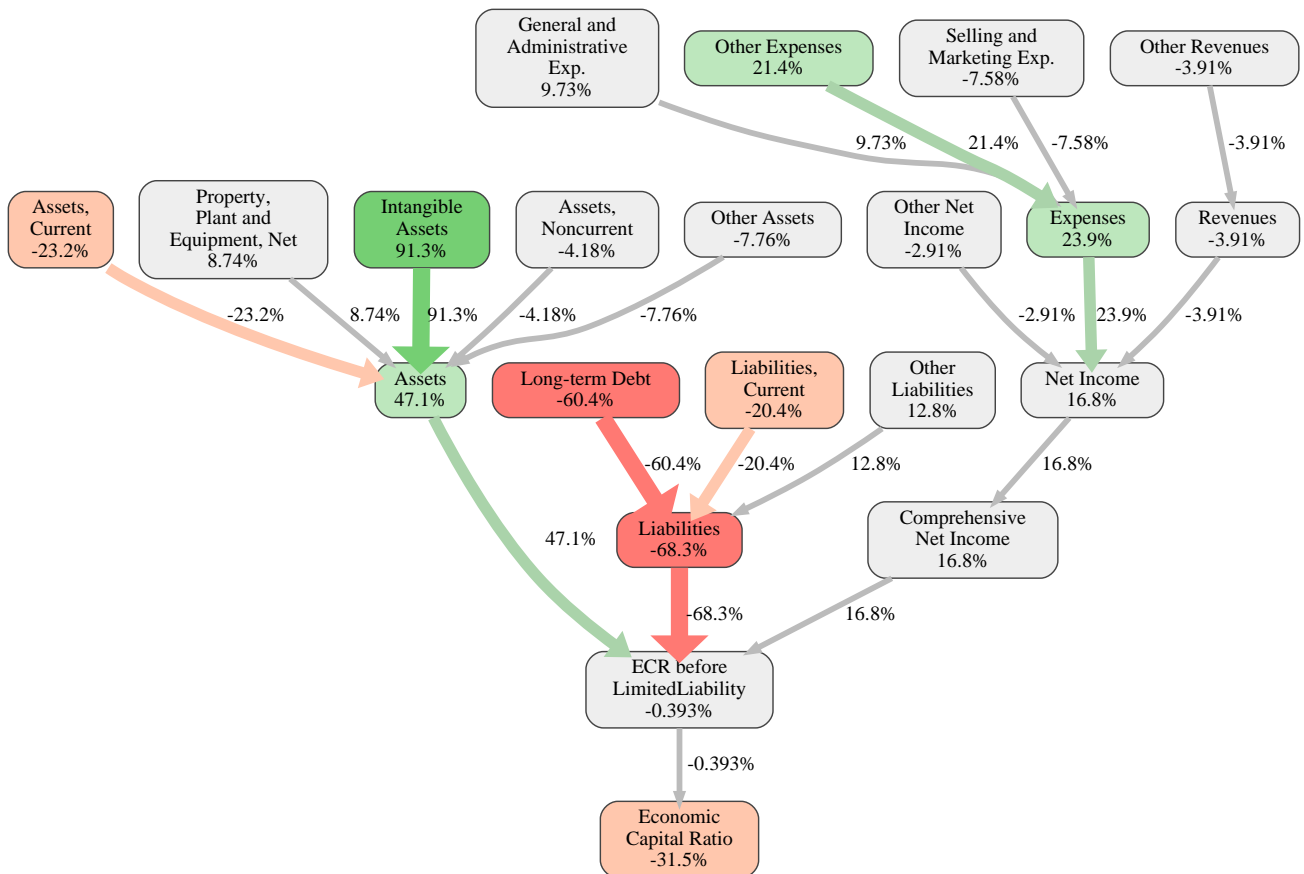 General and
Administrative
Exp.
9.73%
Other Expenses
21.4%
Selling and
Marketing Exp.
-7.58%
Other Revenues
-3.91%
9.73%
21.4%
-7.58%
-3.91%
Assets,
Current
-23.2%
Property,
Plant and
Equipment, Net
8.74%
Intangible
Assets
91.3%
Assets,
Noncurrent
-4.18%
Other Assets
-7.76%
Other Net
Income
-2.91%
Expenses
23.9%
Revenues
-3.91%
-23.2%
8.74%
91.3%
-4.18%
-7.76%
-2.91%
23.9%
-3.91%
Assets
47.1%
Long-term Debt
-60.4%
Liabilities,
Current
-20.4%
Other
Liabilities
12.8%
Net Income
16.8%
-60.4%
-20.4%
12.8%
16.8%
47.1%
Liabilities
-68.3%
Comprehensive
Net Income
16.8%
-68.3%
16.8%
ECR before
LimitedLiability
-0.393%
-0.393%
Economic
Capital Ratio
-31.5%